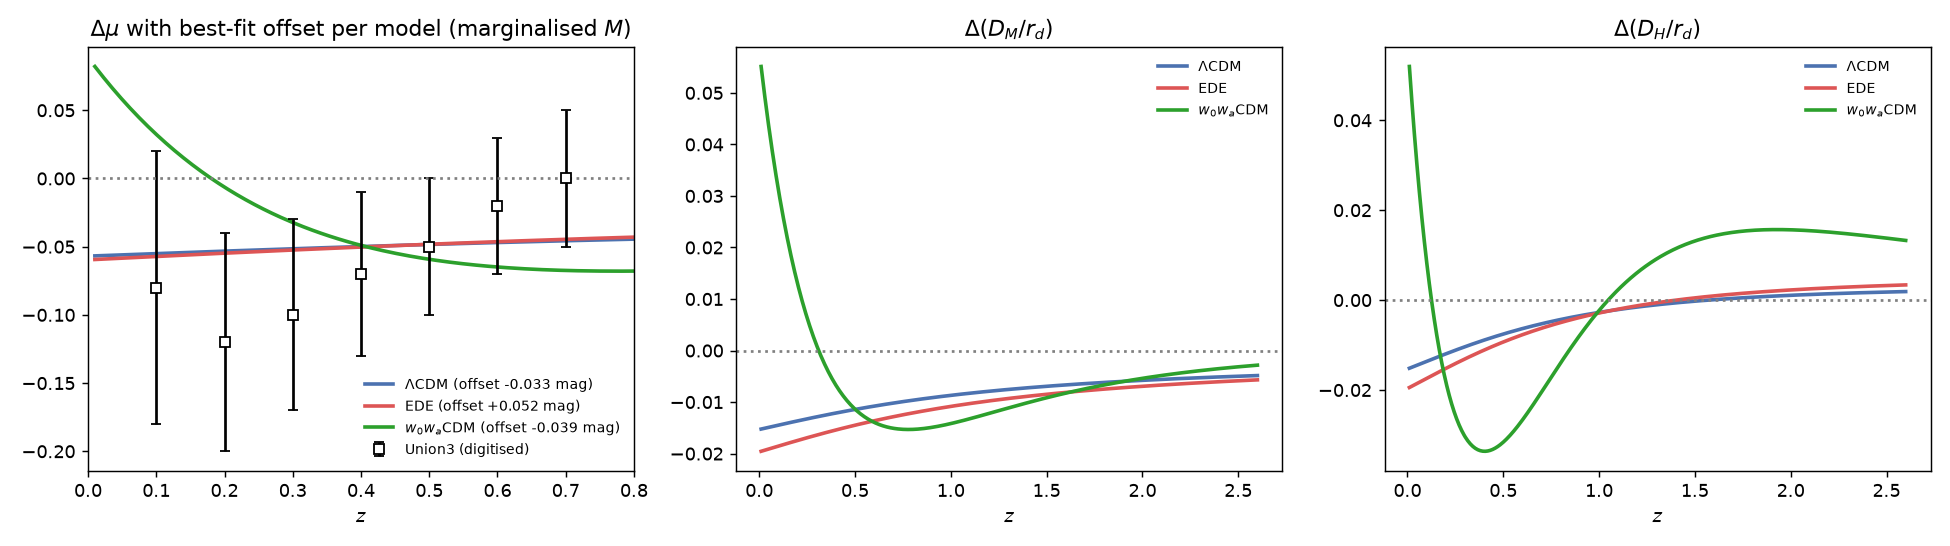 Δμ with best-fit offset per model (marginalised M)
0.05
0.00
−0.05
−0.10
−0.15
−0.20
0.0 0.1 0.2 0.3 0.4 0.5 0.6 0.7 0.8
z
ΛCDM (offset -0.033 mag)
EDE (offset +0.052 mag)
w₀wₐCDM (offset -0.039 mag)
Union3 (digitised)
Δ(D_M/r_d)
0.05
0.04
0.03
0.02
0.01
0.00
−0.01
−0.02
0.0 0.5 1.0 1.5 2.0 2.5
z
ΛCDM
EDE
w₀wₐCDM
Δ(D_H/r_d)
0.04
0.02
0.00
−0.02
0.0 0.5 1.0 1.5 2.0 2.5
z
ΛCDM
EDE
w₀wₐCDM